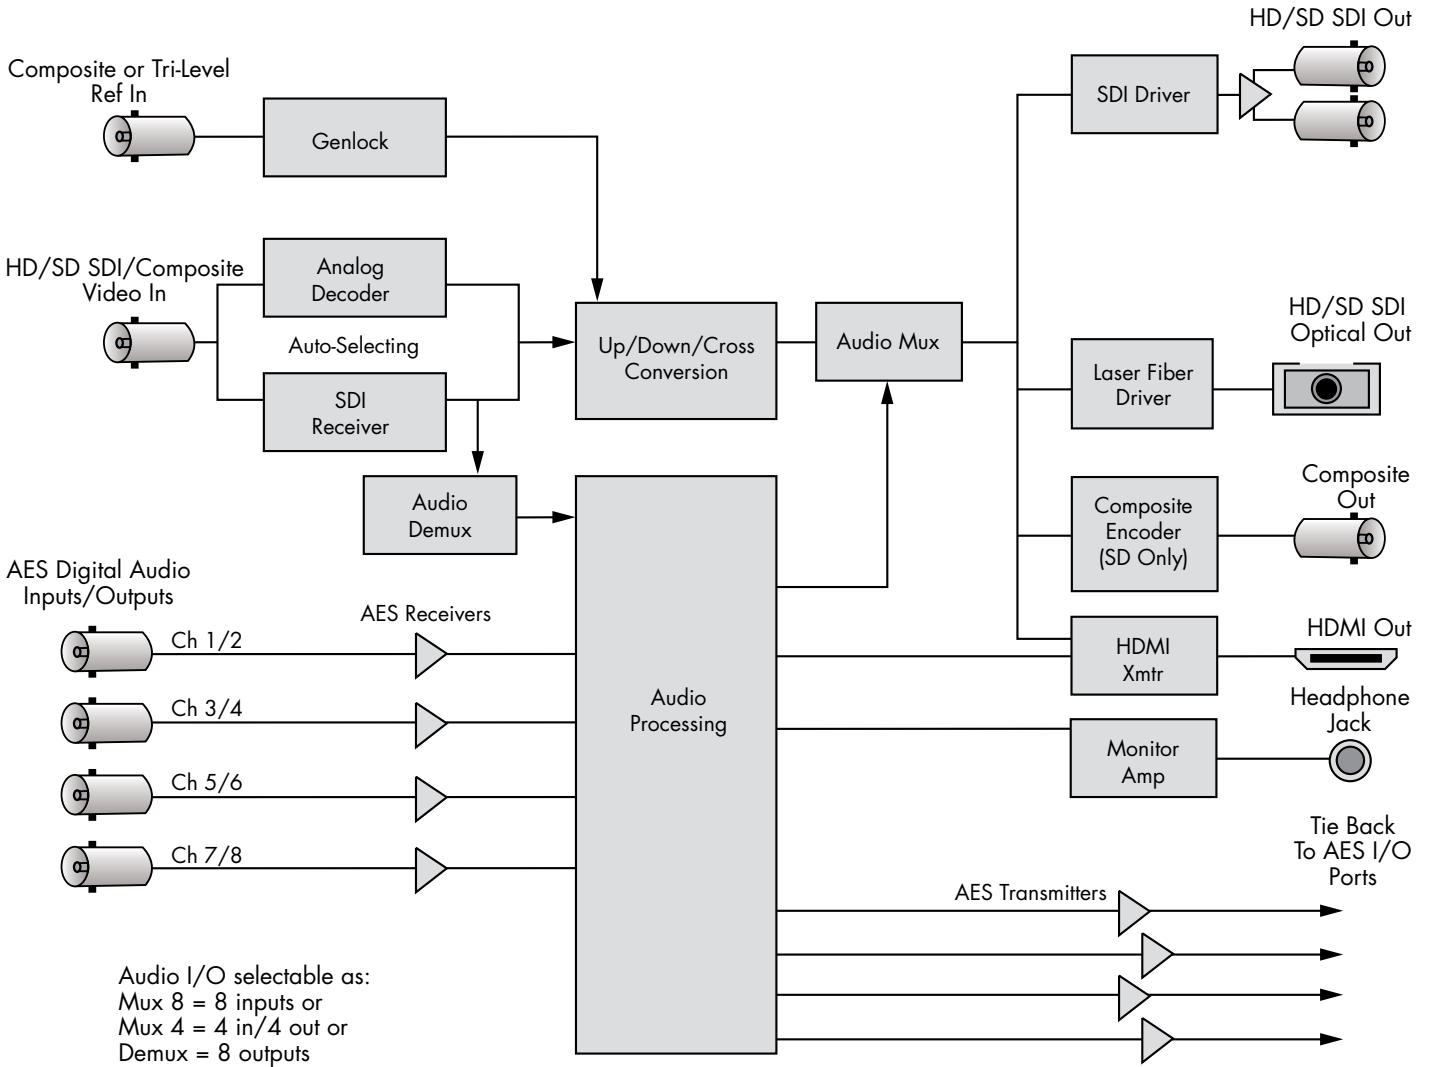 HD/SD SDI Out
Composite or Tri-Level
Ref In
Genlock
SDI Driver
HD/SD SDI/Composite
Video In
Analog
Decoder
Auto-Selecting
SDI
Receiver
Up/Down/Cross
Conversion
Audio Mux
HD/SD SDI
Optical Out
Laser Fiber
Driver
Audio
Demux
Composite
Encoder
(SD Only)
Composite
Out
AES Digital Audio
Inputs/Outputs
AES Receivers
Ch 1/2
Ch 3/4
Ch 5/6
Ch 7/8
Audio
Processing
HDMI
Xmtr
HDMI Out
Headphone
Jack
Monitor
Amp
Tie Back
To AES I/O
Ports
AES Transmitters
Audio I/O selectable as:
Mux 8 = 8 inputs or
Mux 4 = 4 in/4 out or
Demux = 8 outputs